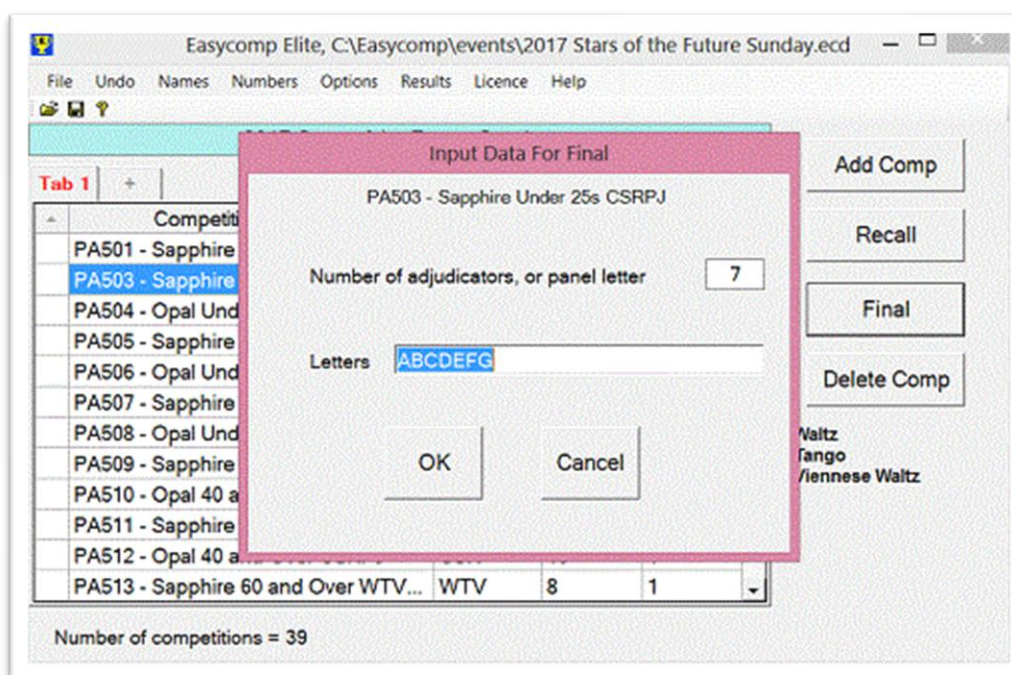 Easycomp Elite, C:\Easycomp\events\2017 Stars of the Future Sunday.ecd
File Undo Names Numbers Options Results Licence Help
Tab 1 +
Competiti
PA501 - Sapphire
PA503 - Sapphire
PA504 - Opal Und
PA505 - Sapphire
PA506 - Opal Und
PA507 - Sapphire
PA508 - Opal Und
PA509 - Sapphire
PA510 - Opal 40 a
PA511 - Sapphire
PA512 - Opal 40 a
PA513 - Sapphire 60 and Over WTV... WTV 8 1
Number of competitions = 39
Input Data For Final
PA503 - Sapphire Under 25s CSRPJ
Number of adjudicators, or panel letter 7
Letters ABCDEFG
OK Cancel
Add Comp
Recall
Final
Delete Comp
Waltz
Tango
Viennese Waltz